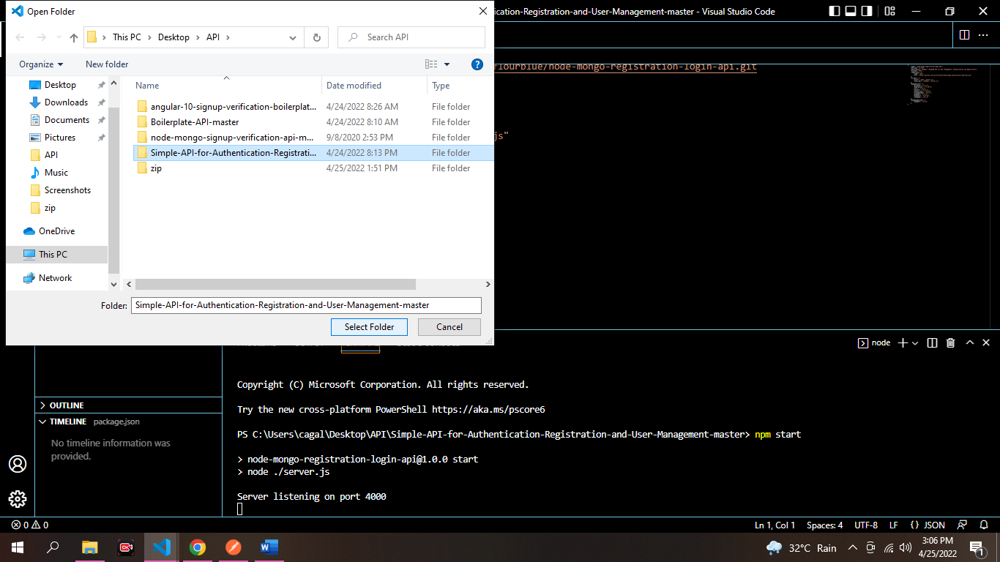 Open Folder
ication-Registration-and-User-Management-master - Visual Studio Code
This PC
Desktop
API
Search API
Organize
New folder
flourblue/node-mongo-registration-login-api.git
Name
Date modified
Type
Desktop
Downloads
Documents
Pictures
API
Music
Screenshots
zip
OneDrive
This PC
Network
angular-10-signup-verification-boilerplat... 4/24/2022 8:26 AM File folder
Boilerplate-API-master 4/24/2022 8:10 AM File folder
node-mongo-signup-verification-api-m... 9/8/2020 2:53 PM File folder
Simple-API-for-Authentication-Registrati... 4/24/2022 8:13 PM File folder
zip 4/25/2022 1:51 PM File folder
js"
Folder: Simple-API-for-Authentication-Registration-and-User-Management-master
Select Folder
Cancel
node
Copyright (C) Microsoft Corporation. All rights reserved.
Try the new cross-platform PowerShell https://aka.ms/pscore6
PS C:\Users\cagal\Desktop\API\Simple-API-for-Authentication-Registration-and-User-Management-master> npm start
> node-mongo-registration-login-api@1.0.0 start
> node ./server.js
Server listening on port 4000
OUTLINE
TIMELINE package.json
No timeline information was
provided.
0 0
Ln 1, Col 1
Spaces: 4
UTF-8
LF
{} JSON
32°C Rain
3:06 PM
4/25/2022
1